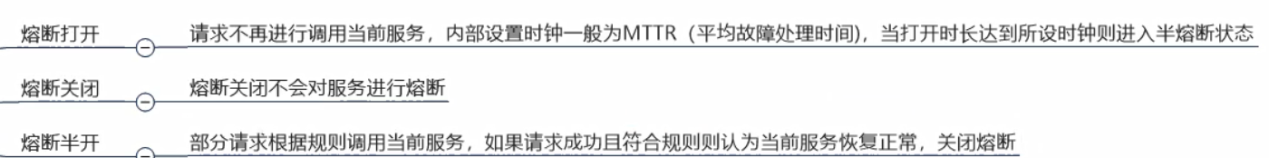 熔断打开 请求不再进行调用当前服务，内部设置时钟一般为MTTR（平均故障处理时间)，当打开时长达到所设时钟则进入半熔断状态
熔断关闭 熔断关闭不会对服务进行熔断
熔断半开 部分请求根据规则调用当前服务，如果请求成功且符合规则则认为当前服务恢复正常，关闭熔断